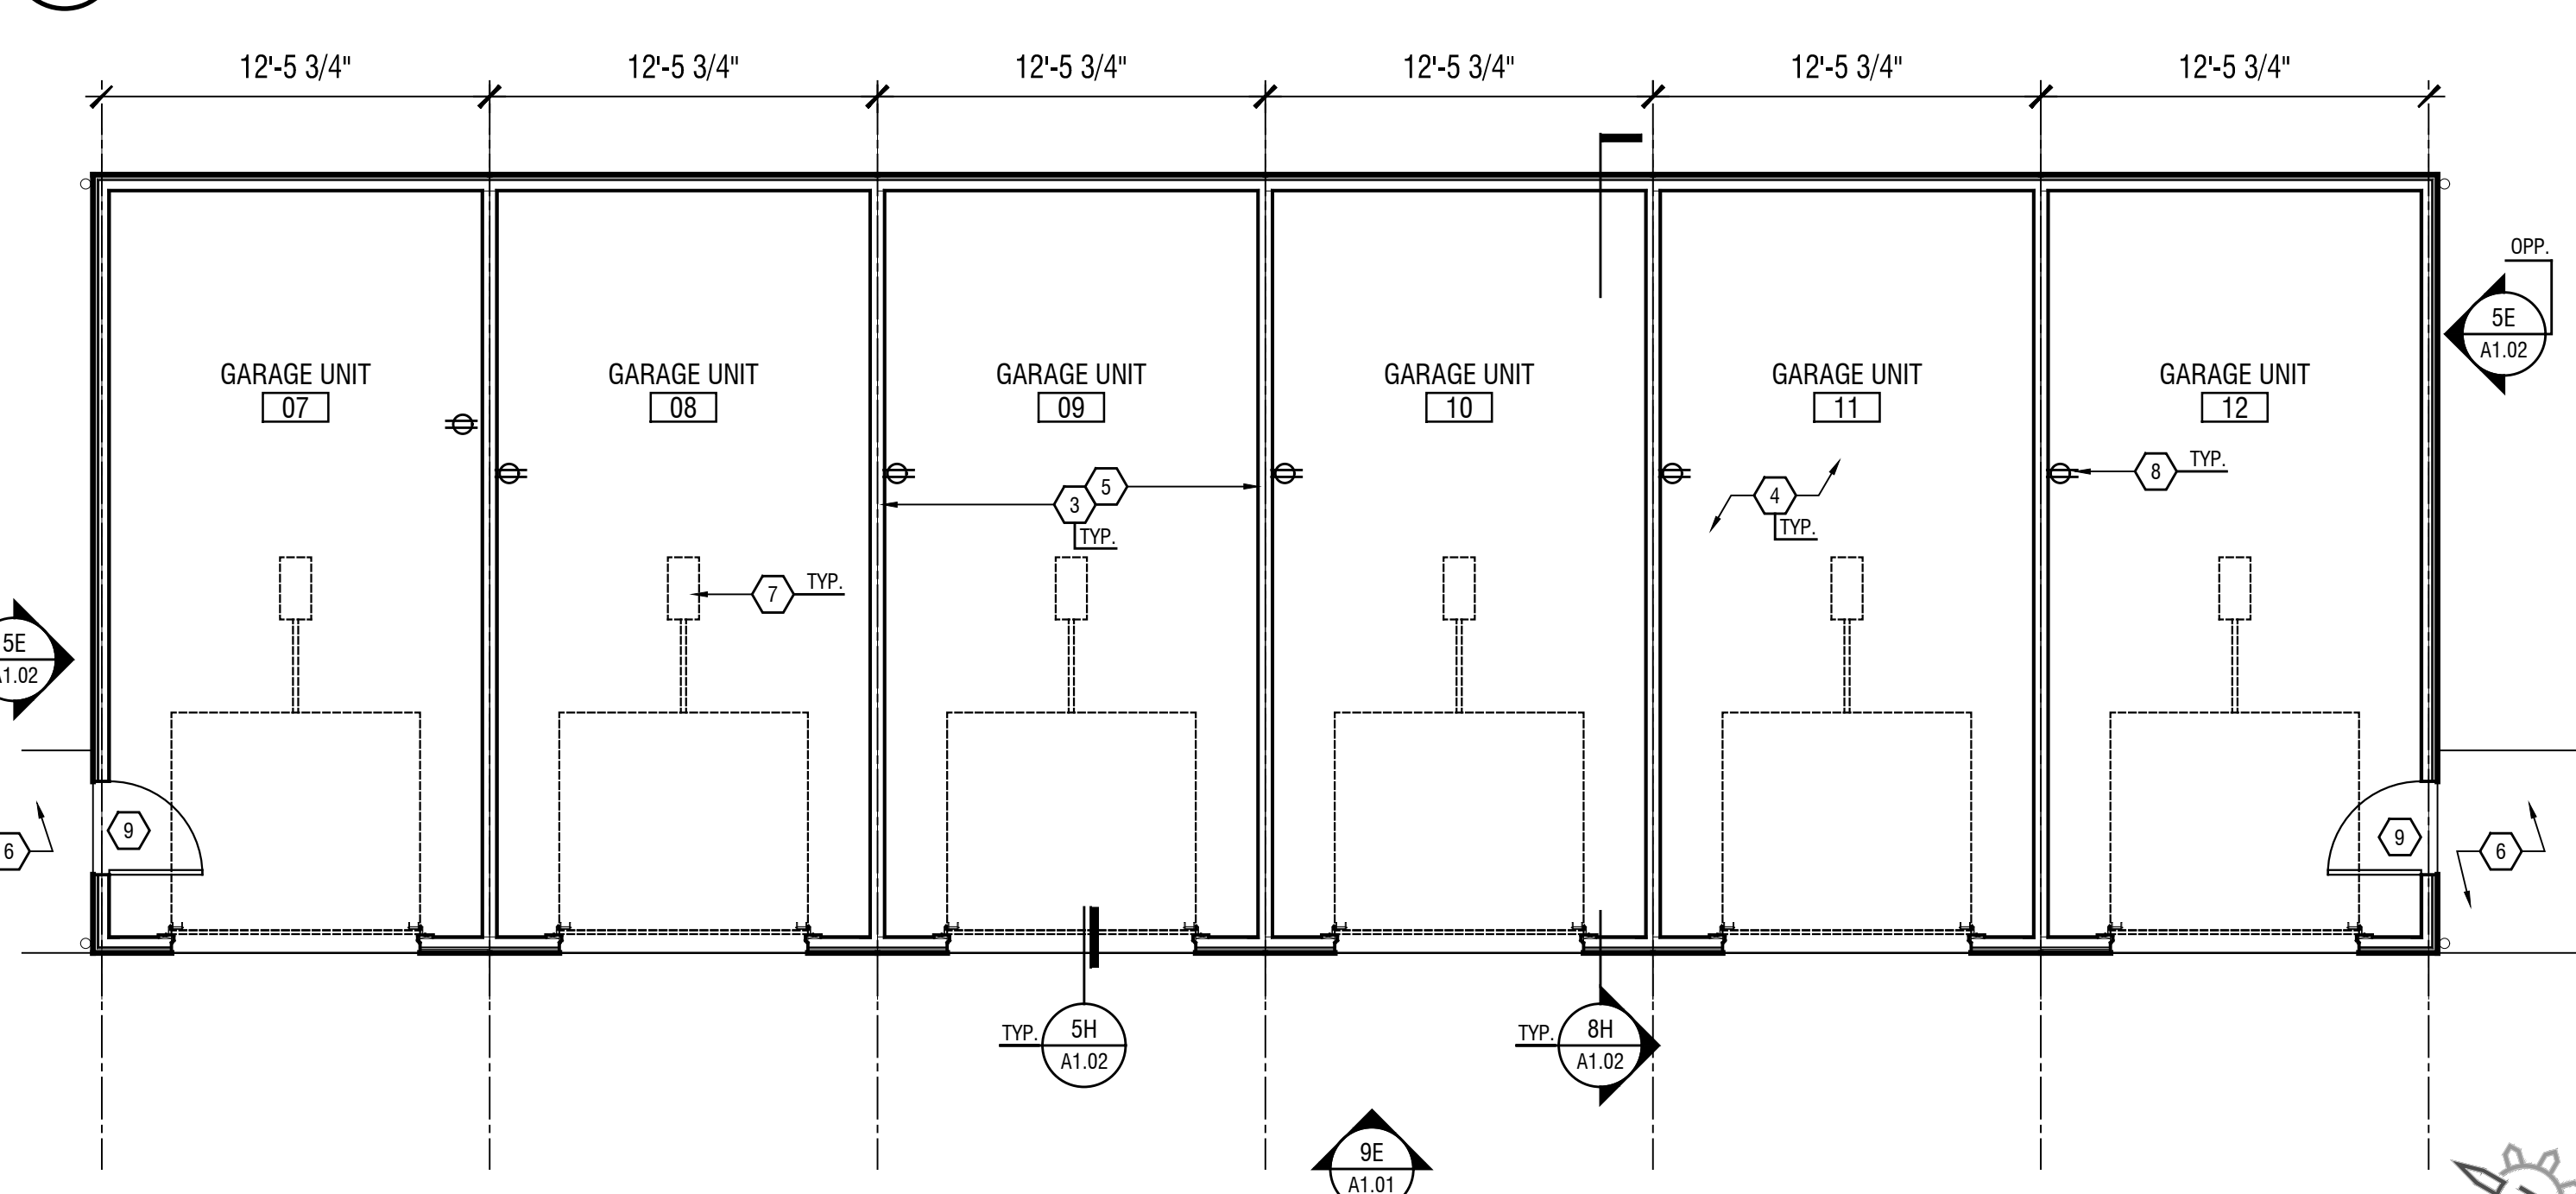 12'-5 3/4" 12'-5 3/4" 12'-5 3/4" 12'-5 3/4" 12'-5 3/4" 12'-5 3/4"
OPP.
5E
A1.02
GARAGE UNIT GARAGE UNIT GARAGE UNIT GARAGE UNIT GARAGE UNIT GARAGE UNIT
07 08 09 10 11 12
8 TYP.
5
3
TYP.
4
TYP.
7 TYP.
5E
A1.02
9
6
9
6
TYP. 5H
A1.02
TYP. 8H
A1.02
9E
A1.01